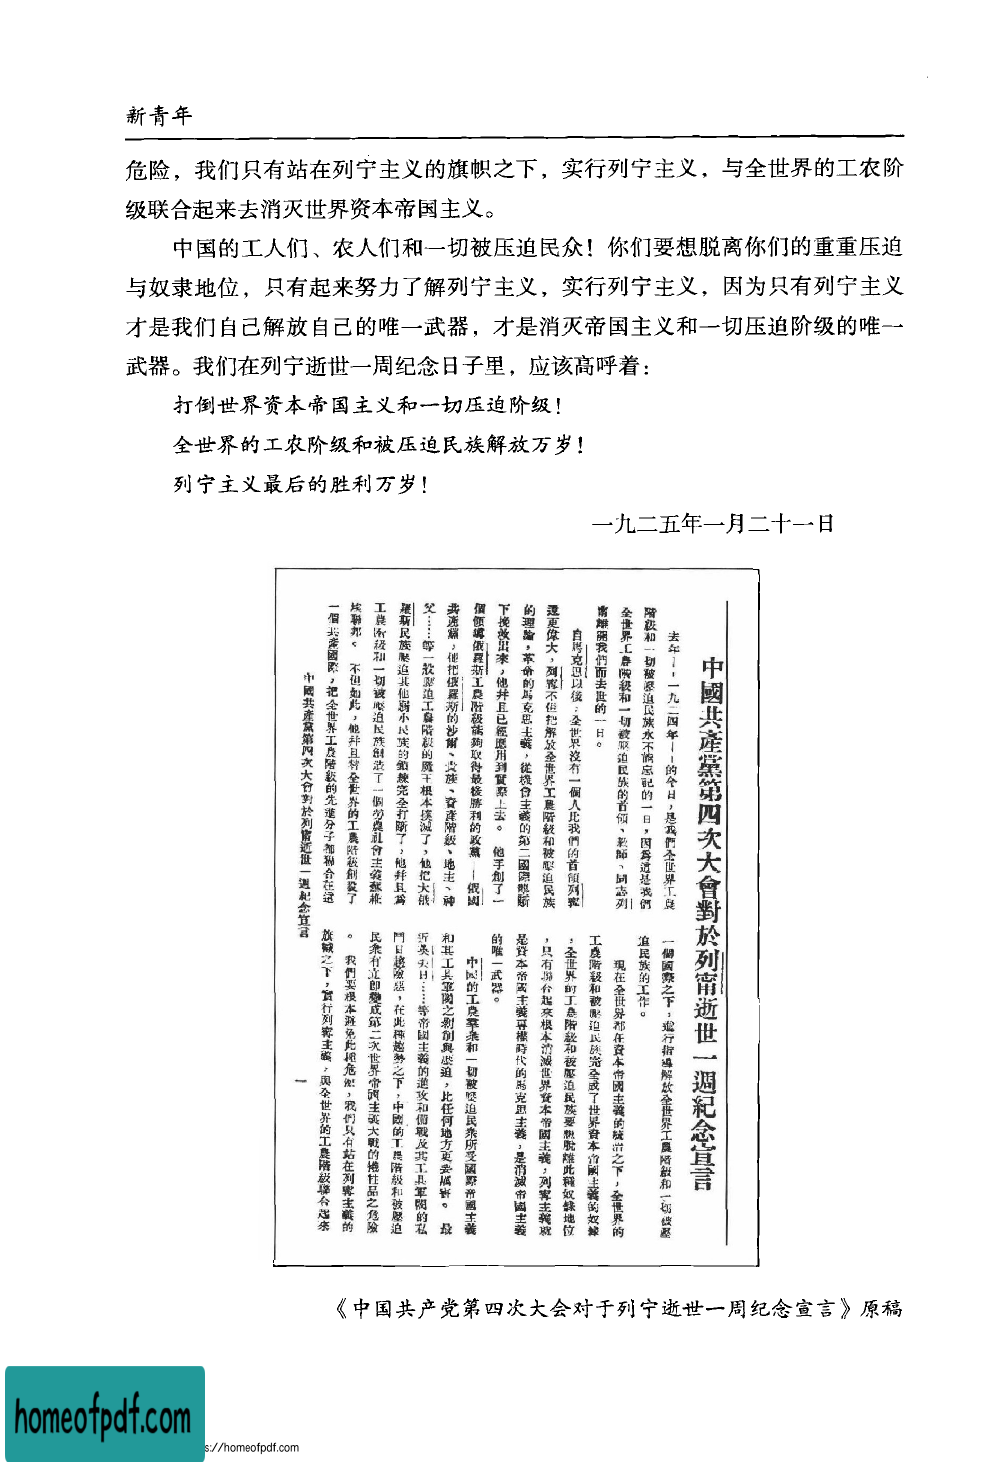 新青年
危险，我们只有站在列宁主义的旗帜之下，实行列宁主义，与全世界的工农阶
级联合起来去消灭世界资本帝国主义。
中国的工人们、农人们和一切被压迫民众！你们要想脱离你们的重重压迫
与奴隶地位，只有起来努力了解列宁主义，实行列宁主义，因为只有列宁主义
才是我们自己解放自己的唯一武器，才是消灭帝国主义和一切压迫阶级的唯一
武器。我们在列宁逝世一周纪念日子里，应该高呼着：
打倒世界资本帝国主义和一切压迫阶级！
全世界的工农阶级和被压迫民族解放万岁！
列宁主义最后的胜利万岁！
一九二五年一月二十一日
中國共產黨第四次大會對於列甯逝世一週紀念宣言
去年——一九二四年——的今日，是我們全世界工農
階級和一切被壓迫民族永不能忘記的一日，因爲這是我們
全世界工農階級和一切被壓迫民族的首領、敎師、同志列
甯離開我們而去世的一日。
自馬克思以後，全世界沒有一個人比我們的首領列甯
還更偉大，列甯不但把解放全世界工農階級和被壓迫民族
的理論，革命的馬克思主義，從機會主義的第二國際壟斷
下挽救出來，他幷且已經應用到實際上去。他手創了一
個領導俄羅斯工農階級能夠取得最後勝利的政黨——俄國
共產黨，他把俄羅斯的沙爾、貴族、資產階級、地主、神
父……等一般壓迫工農階級的魔王根本撲滅了，他把大俄
羅斯民族壓迫其他弱小民族的鎖鍊完全打斷了，他幷且爲
工農階級和一切被壓迫民族創造了一個勞農社會主義蘇維
埃聯邦。不但如此，他幷且替全世界的工農階級創設了
一個共產國際，把全世界工農階級的先進分子都聯合在這
一個國際之下，進行指導解放全世界工農階級和一切被壓
迫民族的工作。
現在全世界都在資本帝國主義的統治之下，全世界的
工農階級和被壓迫民族完全成了世界資本帝國主義的奴隸
，全世界的工農階級和被壓迫民族要想脫離此種奴隸地位
，只有聯合起來根本消滅世界資本帝國主義，列甯主義就
是資本帝國主義專橫時代的馬克思主義，是消滅帝國主義
的唯一武器。
中國的工農羣衆和一切被壓迫民衆所受國際帝國主義
和其工具軍閥之剝削與壓迫，比任何地方更要厲害。最
近英美日……等帝國主義的進攻和備戰及其工具軍閥的私
鬥日趨險惡，在此種趨勢之下，中國的工農階級和被壓迫
民衆有立卽變成第二次世界帝國主義大戰的犧牲品之危險
。我們要根本避免此種危險，我們只有站在列甯主義的
旗幟之下，實行列甯主義，與全世界的工農階級聯合起來
中國共產黨第四次大會對於列甯逝世一週紀念宣言
一
《中国共产党第四次大会对于列宁逝世一周纪念宣言》原稿
homeofpdf.com
s://homeofpdf.com